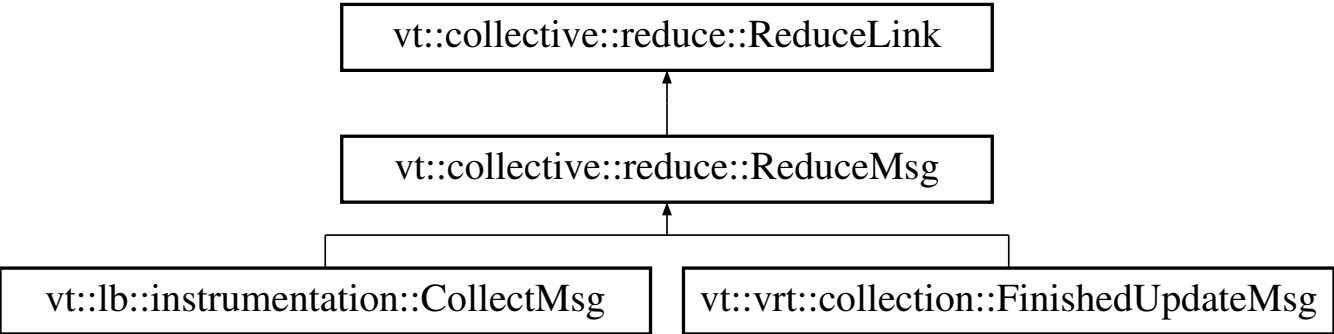 vt::collective::reduce::ReduceLink
vt::collective::reduce::ReduceMsg
vt::lb::instrumentation::CollectMsg
vt::vrt::collection::FinishedUpdateMsg